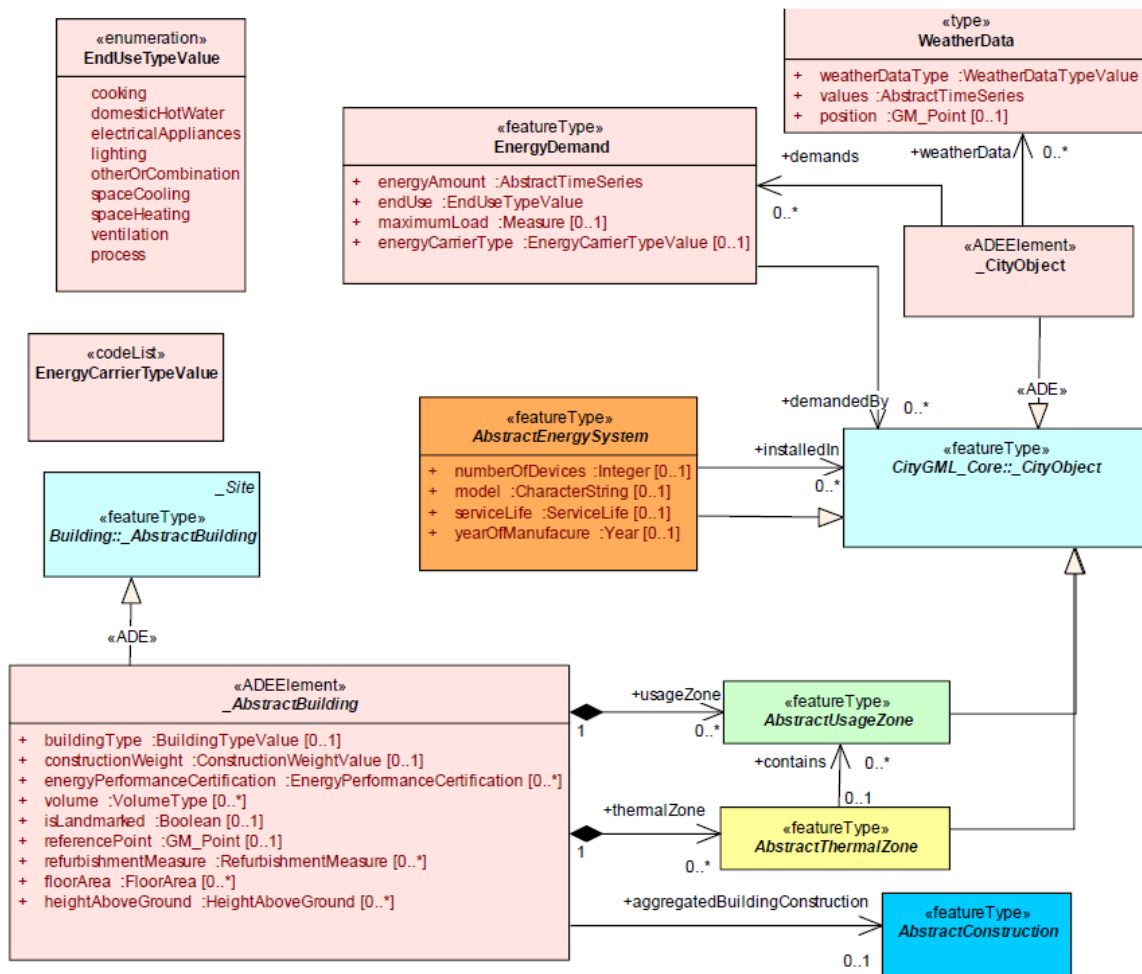 «enumeration»
EndUseTypeValue
cooking
domesticHotWater
electricalAppliances
lighting
otherOrCombination
spaceCooling
spaceHeating
ventilation
process
«type»
WeatherData
+ weatherDataType :WeatherDataTypeValue
+ values :AbstractTimeSeries
+ position :GM_Point [0..1]
«featureType»
EnergyDemand
+ energyAmount :AbstractTimeSeries
+ endUse :EndUseTypeValue
+ maximumLoad :Measure [0..1]
+ energyCarrierType :EnergyCarrierTypeValue [0..1]
+demands
0..*
+weatherData
0..*
«ADEElement»
_CityObject
«codeList»
EnergyCarrierTypeValue
«ADE»
+demandedBy
0..*
«featureType»
AbstractEnergySystem
+ numberOfDevices :Integer [0..1]
+ model :CharacterString [0..1]
+ serviceLife :ServiceLife [0..1]
+ yearOfManufacure :Year [0..1]
+installedIn
0..*
«featureType»
CityGML_Core::_CityObject
_Site
«featureType»
Building::_AbstractBuilding
«ADE»
«ADEElement»
_AbstractBuilding
+ buildingType :BuildingTypeValue [0..1]
+ constructionWeight :ConstructionWeightValue [0..1]
+ energyPerformanceCertification :EnergyPerformanceCertification [0..*]
+ volume :VolumeType [0..*]
+ isLandmarked :Boolean [0..1]
+ referencePoint :GM_Point [0..1]
+ refurbishmentMeasure :RefurbishmentMeasure [0..*]
+ floorArea :FloorArea [0..*]
+ heightAboveGround :HeightAboveGround [0..*]
+usageZone
1
0..*
«featureType»
AbstractUsageZone
+contains
0..*
0..1
+thermalZone
1
0..*
«featureType»
AbstractThermalZone
+aggregatedBuildingConstruction
0..1
«featureType»
AbstractConstruction